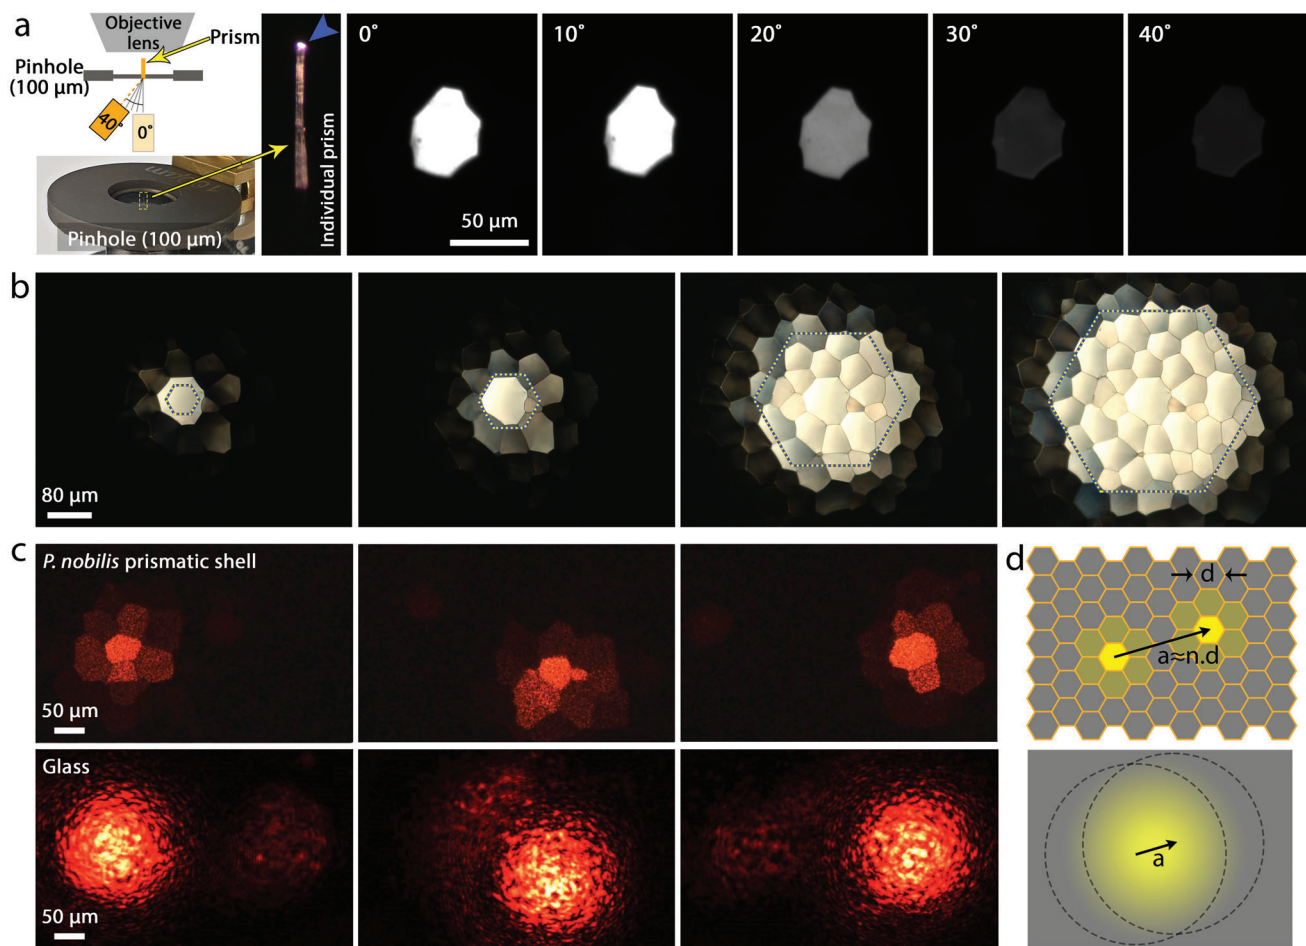 a
Objective
lens
Prism
Pinhole
(100 µm)
40°
0°
Pinhole (100 µm)
Individual prism
0°
10°
20°
30°
40°
50 µm
b
80 µm
c
P. nobilis prismatic shell
50 µm
Glass
50 µm
d
d
a≈n.d
a